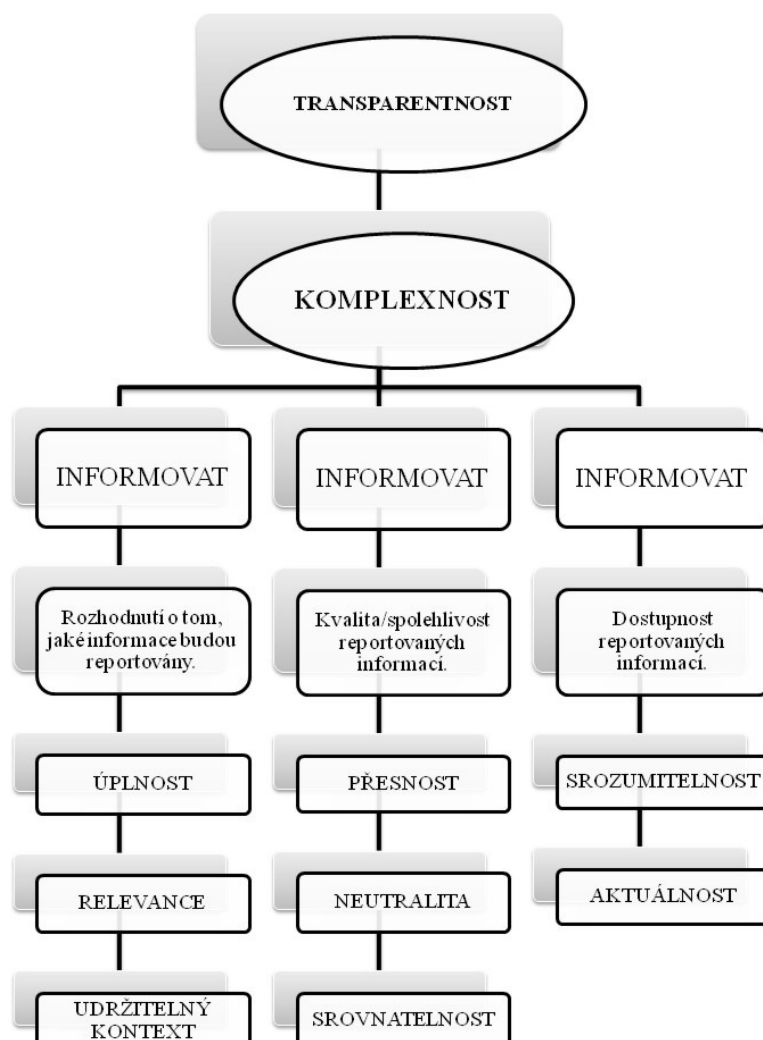 TRANSPARENTNOST
KOMPLEXNOST
INFORMOVAT
Rozhodnutí o tom,
jaké informace budou
reportovány.
ÚPLNOST
RELEVANCE
UDRŽITELNÝ
KONTEXT
INFORMOVAT
Kvalita/spolehlivost
reportovaných
informací.
PŘESNOST
NEUTRALITA
SROVNATELNOST
INFORMOVAT
Dostupnost
reportovaných
informací.
SROZUMITELNOST
AKTUÁLNOST